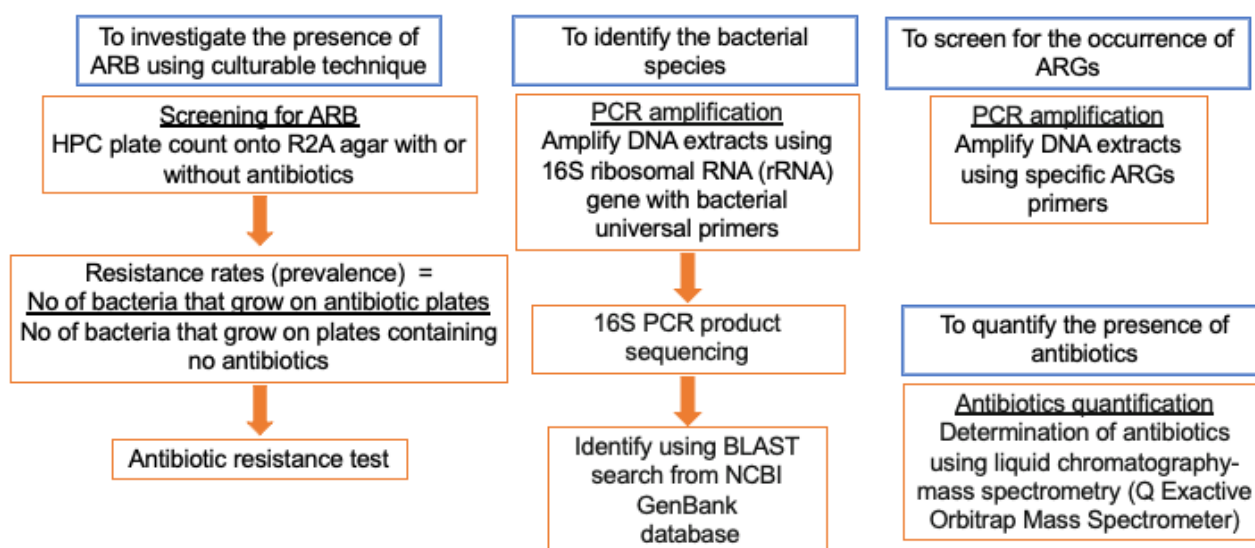 To investigate the presence of
ARB using culturable technique
Screening for ARB
HPC plate count onto R2A agar with or
without antibiotics
Resistance rates (prevalence) =
No of bacteria that grow on antibiotic plates
No of bacteria that grow on plates containing
no antibiotics
Antibiotic resistance test
To identify the bacterial
species
PCR amplification
Amplify DNA extracts using
16S ribosomal RNA (rRNA)
gene with bacterial
universal primers
16S PCR product
sequencing
Identify using BLAST
search from NCBI
GenBank
database
To screen for the occurrence of
ARGs
PCR amplification
Amplify DNA extracts
using specific ARGs
primers
To quantify the presence of
antibiotics
Antibiotics quantification
Determination of antibiotics
using liquid chromatography-
mass spectrometry (Q Exactive
Orbitrap Mass Spectrometer)